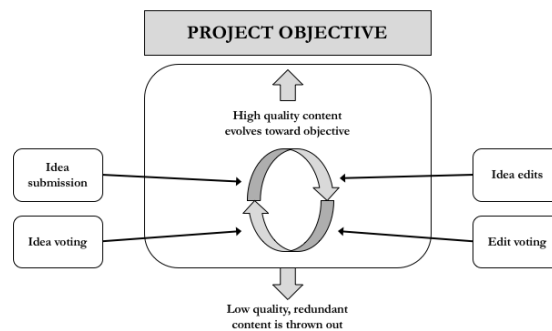 PROJECT OBJECTIVE
High quality content
evolves toward objective
Idea
submission
Idea edits
Idea voting
Edit voting
Low quality, redundant
content is thrown out